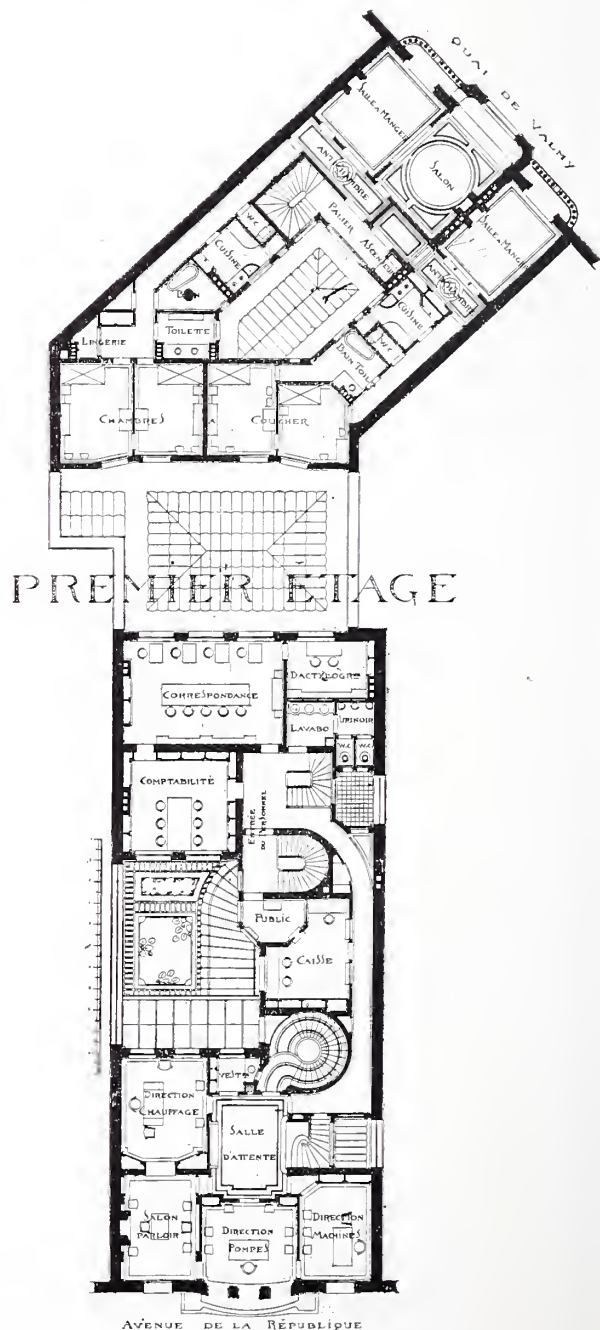 QUAI DE VALMY
SALLE A MANGER
ANTICHAMBRE
SALON
SALLE A MANGER
PALIER
ASCENSEUR
W.C
CUISINE
ANTICHAMBRE
BAIN
CUISINE
W.C
TOILETTE
LINGERIE
BAIN TOIL.
CHAMBRES A COUCHER
PREMIER ETAGE
DACTYLOGRE
CORRESPONDANCE
LAVABO
URINOIR
W.C W.C
COMPTABILITÉ
ENTRÉE
DU PERSONNEL
PUBLIC
CAISSE
VESTE
DIRECTION
CHAUFFAGE
SALLE
D'ATTENTE
SALON
PARLOIR
DIRECTION
POMPES
DIRECTION
MACHINES
AVENUE DE LA RÉPUBLIQUE